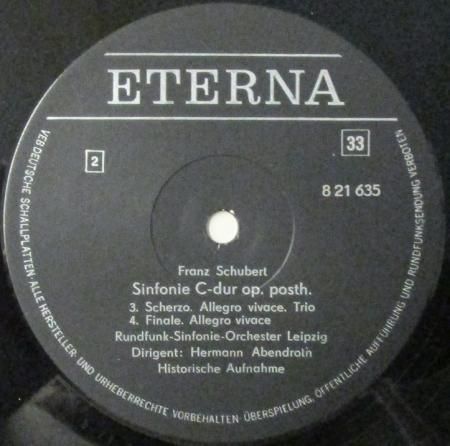 ETERNA
2
33
8 21 635
Franz Schubert
Sinfonie C-dur op. posth.
3. Scherzo. Allegro vivace. Trio
4. Finale. Allegro vivace
Rundfunk-Sinfonie-Orchester Leipzig
Dirigent: Hermann Abendroth
Historische Aufnahme
VEB DEUTSCHE SCHALLPLATTEN · ALLE HERSTELLER- UND URHEBERRECHTE VORBEHALTEN · ÜBERSPIELUNG, ÖFFENTLICHE AUFFÜHRUNG UND RUNDFUNKSENDUNG VERBOTEN